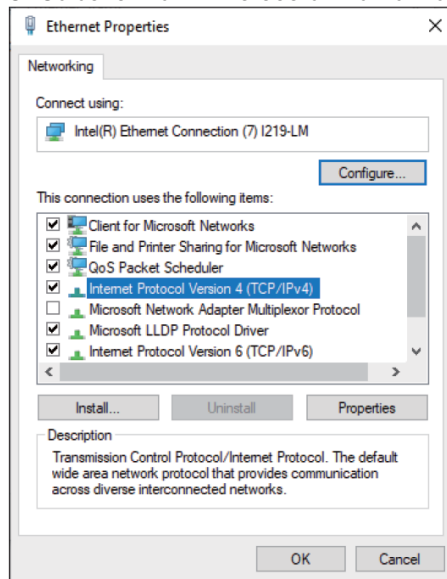 Ethernet Properties
Networking
Connect using:
Intel(R) Ethernet Connection (7) I219-LM
Configure...
This connection uses the following items:
Client for Microsoft Networks
File and Printer Sharing for Microsoft Networks
QoS Packet Scheduler
Internet Protocol Version 4 (TCP/IPv4)
Microsoft Network Adapter Multiplexor Protocol
Microsoft LLDP Protocol Driver
Internet Protocol Version 6 (TCP/IPv6)
Install... Uninstall Properties
Description
Transmission Control Protocol/Internet Protocol. The default
wide area network protocol that provides communication
across diverse interconnected networks.
OK Cancel